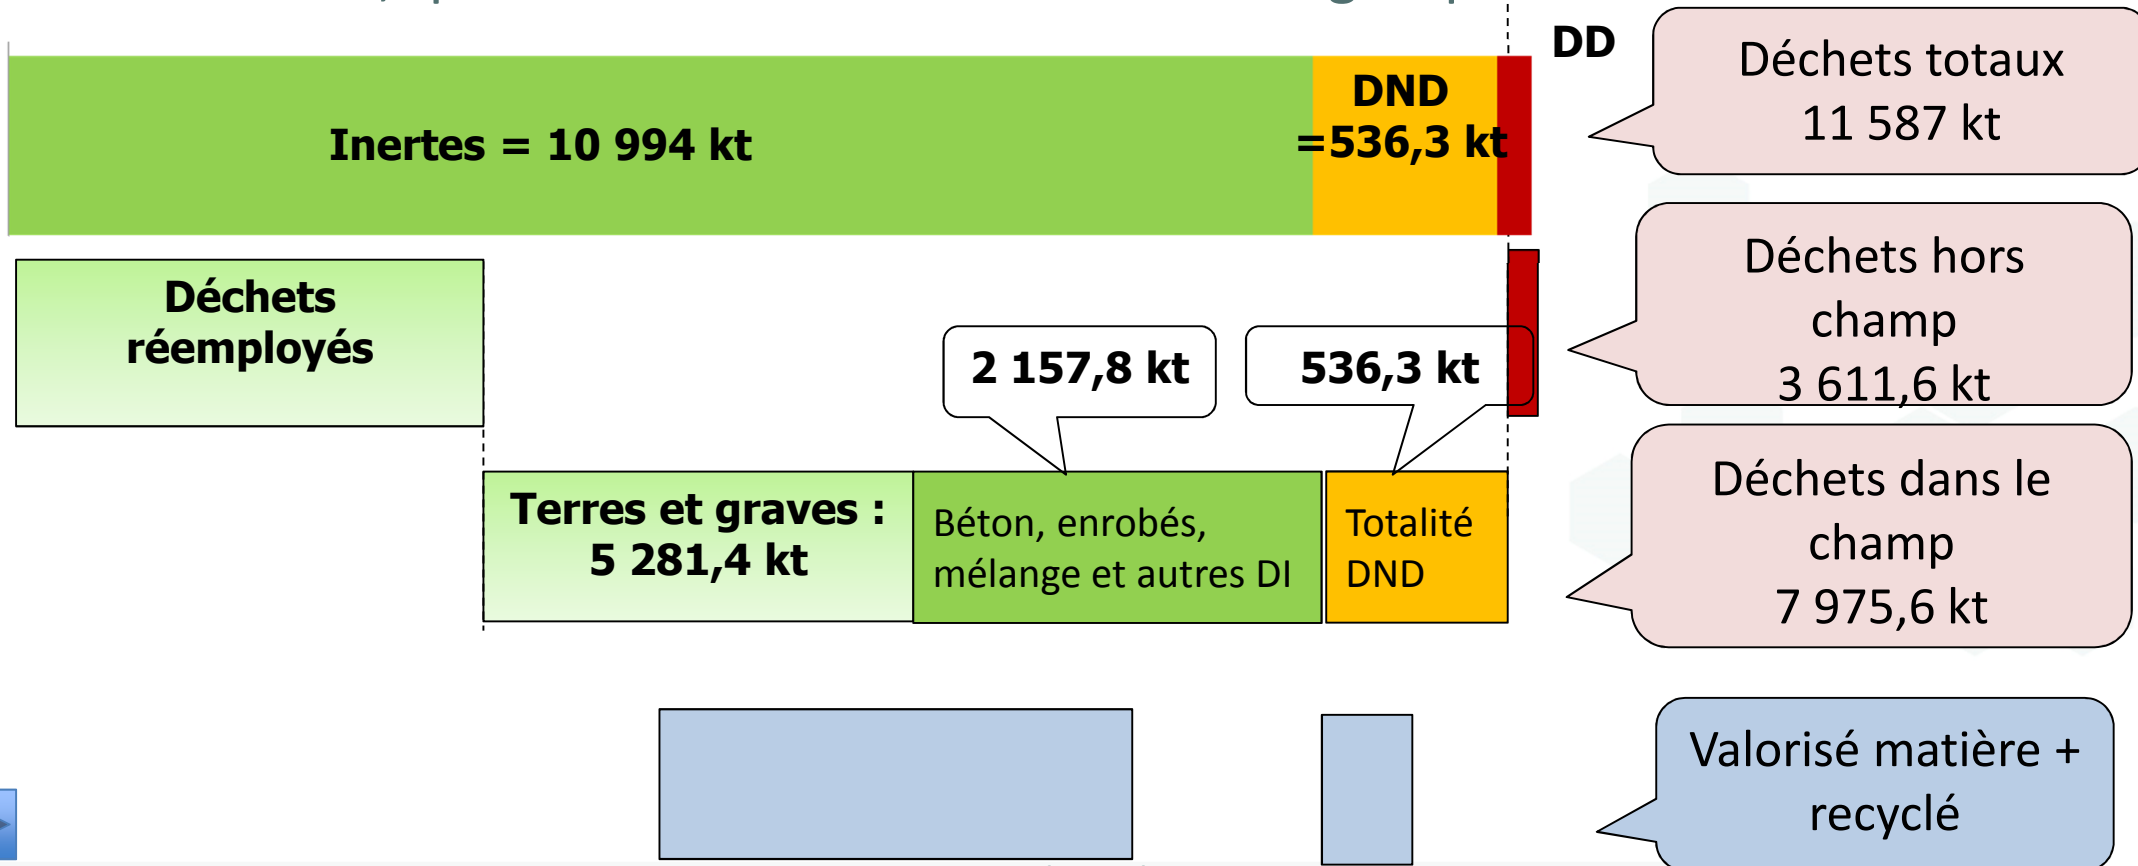 DD
Déchets totaux
11 587 kt
DND
=536,3 kt
Inertes = 10 994 kt
Déchets hors
champ
3 611,6 kt
Déchets
réemployés
2 157,8 kt
536,3 kt
Déchets dans le
champ
7 975,6 kt
Terres et graves :
5 281,4 kt
Béton, enrobés,
mélange et autres DI
Totalité
DND
Valorisé matière +
recyclé